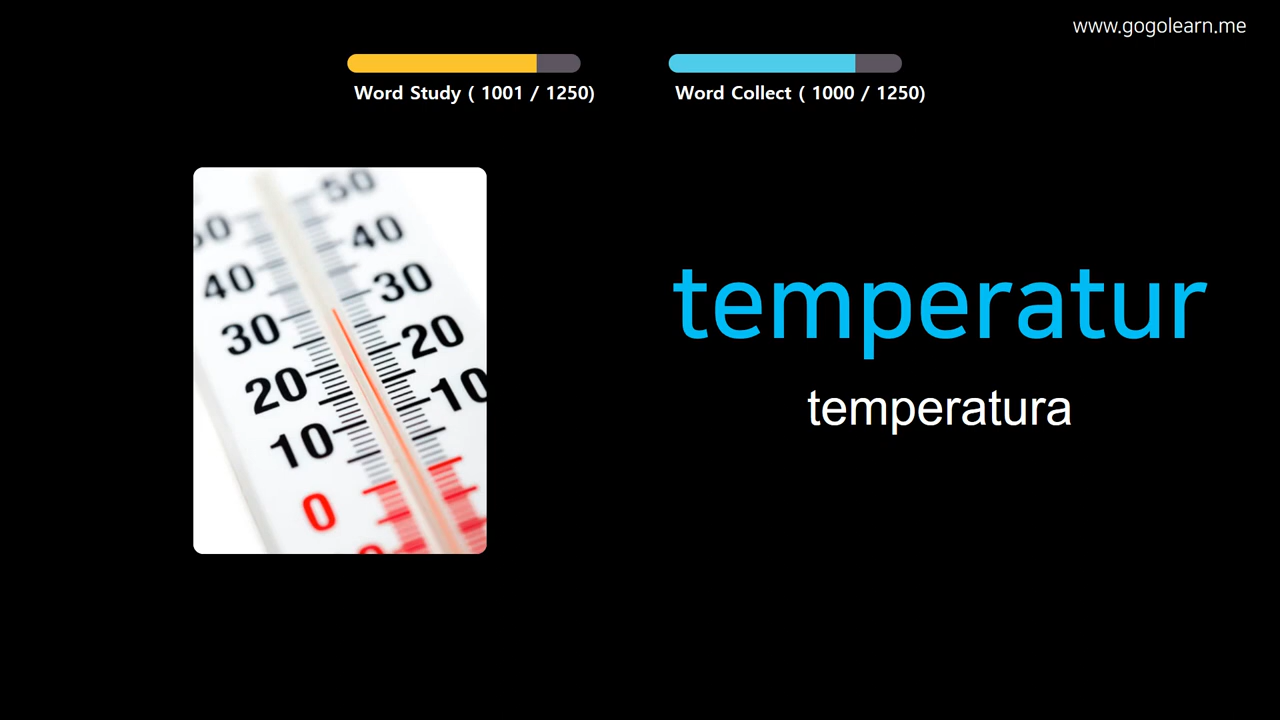 www.gogolearn.me
Word Study ( 1001 / 1250)
Word Collect ( 1000 / 1250)
50
50
40
40
30
30
20
20
10
10
0
temperatur
temperatura